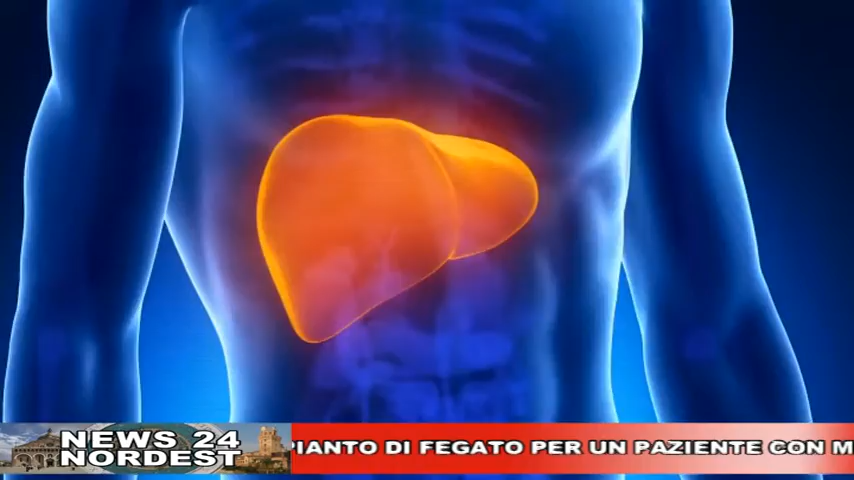 NEWS 24
NORDEST
PIANTO DI FEGATO PER UN PAZIENTE CON M